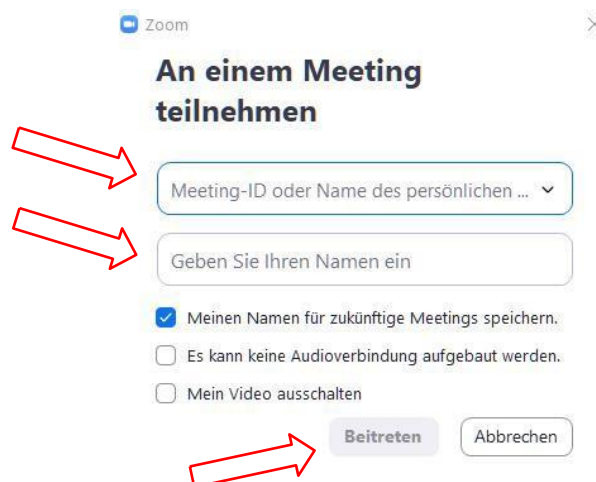 Zoom
An einem Meeting
teilnehmen
Meeting-ID oder Name des persönlichen ...
Geben Sie Ihren Namen ein
Meinen Namen für zukünftige Meetings speichern.
Es kann keine Audioverbindung aufgebaut werden.
Mein Video ausschalten
Beitreten Abbrechen